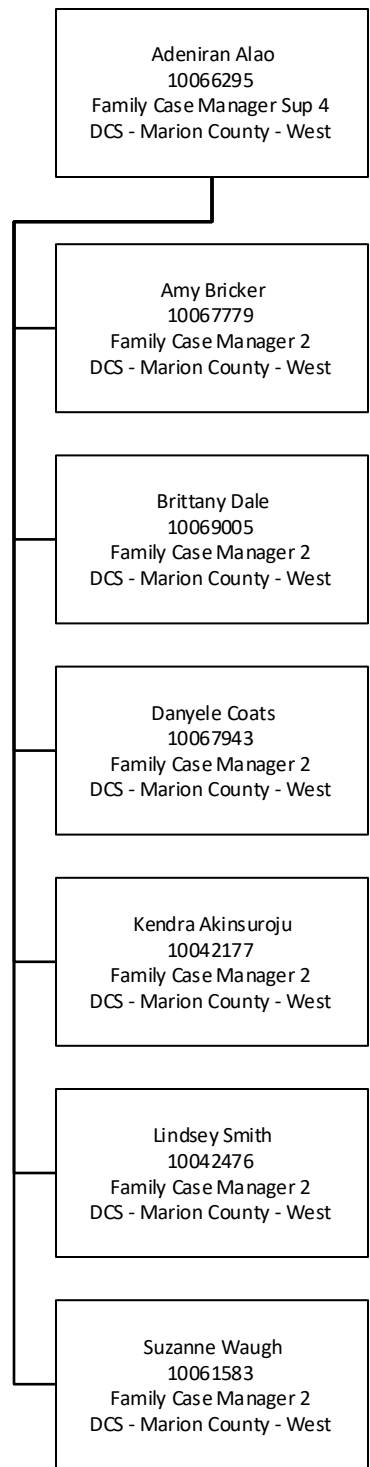 Adeniran Alao
10066295
Family Case Manager Sup 4
DCS - Marion County - West
Amy Bricker
10067779
Family Case Manager 2
DCS - Marion County - West
Brittany Dale
10069005
Family Case Manager 2
DCS - Marion County - West
Danyele Coats
10067943
Family Case Manager 2
DCS - Marion County - West
Kendra Akinsuroju
10042177
Family Case Manager 2
DCS - Marion County - West
Lindsey Smith
10042476
Family Case Manager 2
DCS - Marion County - West
Suzanne Waugh
10061583
Family Case Manager 2
DCS - Marion County - West